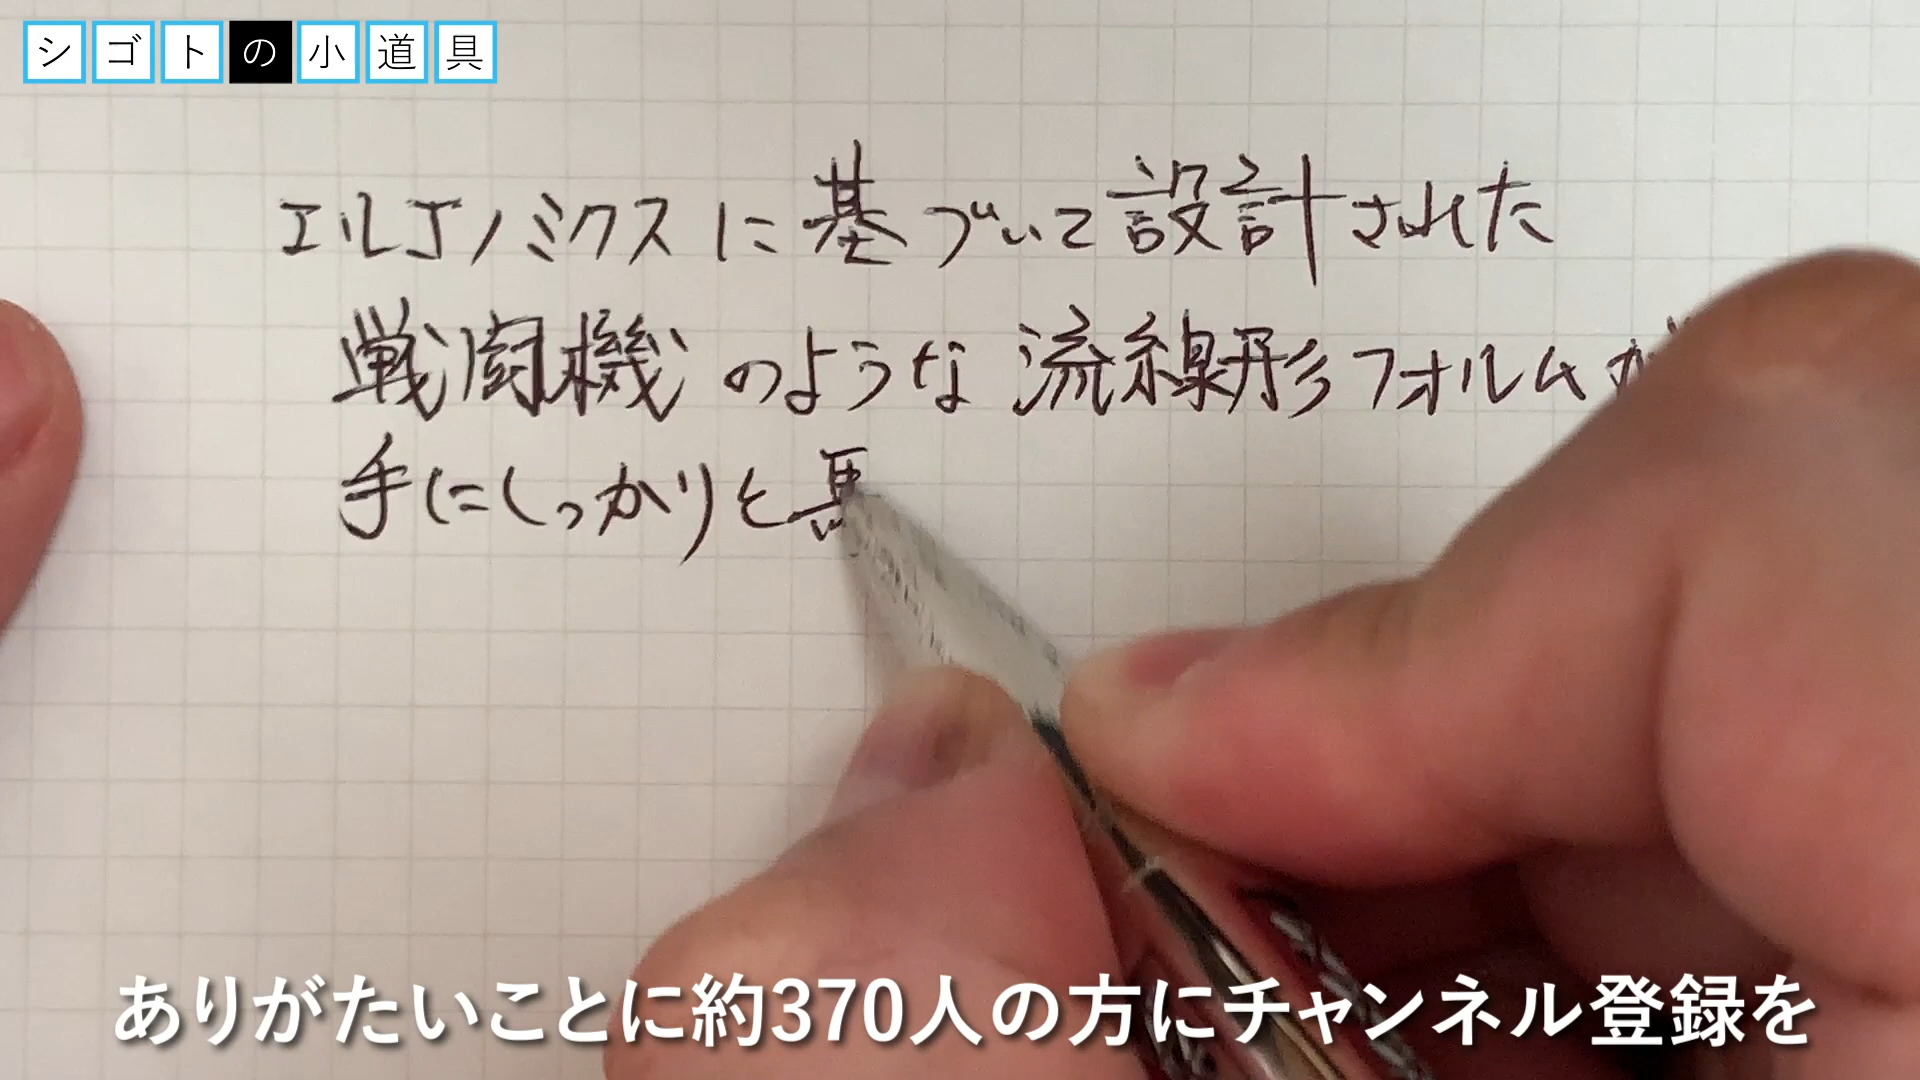 シゴトの小道具
エルゴノミクスに基づいて設計された
戦闘機のような流線形フォルムが
手にしっかりと馬
ありがたいことに約370人の方にチャンネル登録を